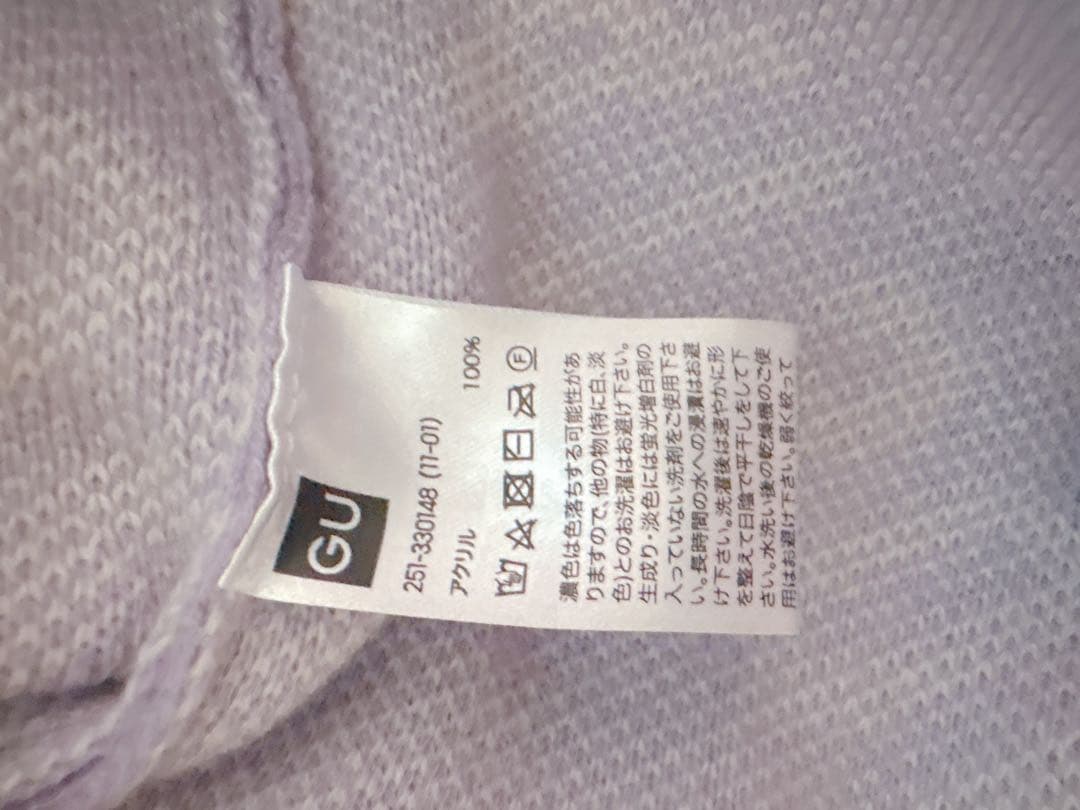 GU
251-330148 (11-01)
アクリル 100%
F
濃色は色落ちする可能性があ
りますので、他の物(特に白、淡
色)とのお洗濯はお避け下さい。
生成り・淡色には蛍光増白剤の
入っていない洗剤をご使用下さ
い。長時間の水への浸漬はお避
け下さい。洗濯後は速やかに形
を整えて日陰で平干しをして下
さい。水洗い後の乾燥機のご使
用はお避け下さい。弱く絞って